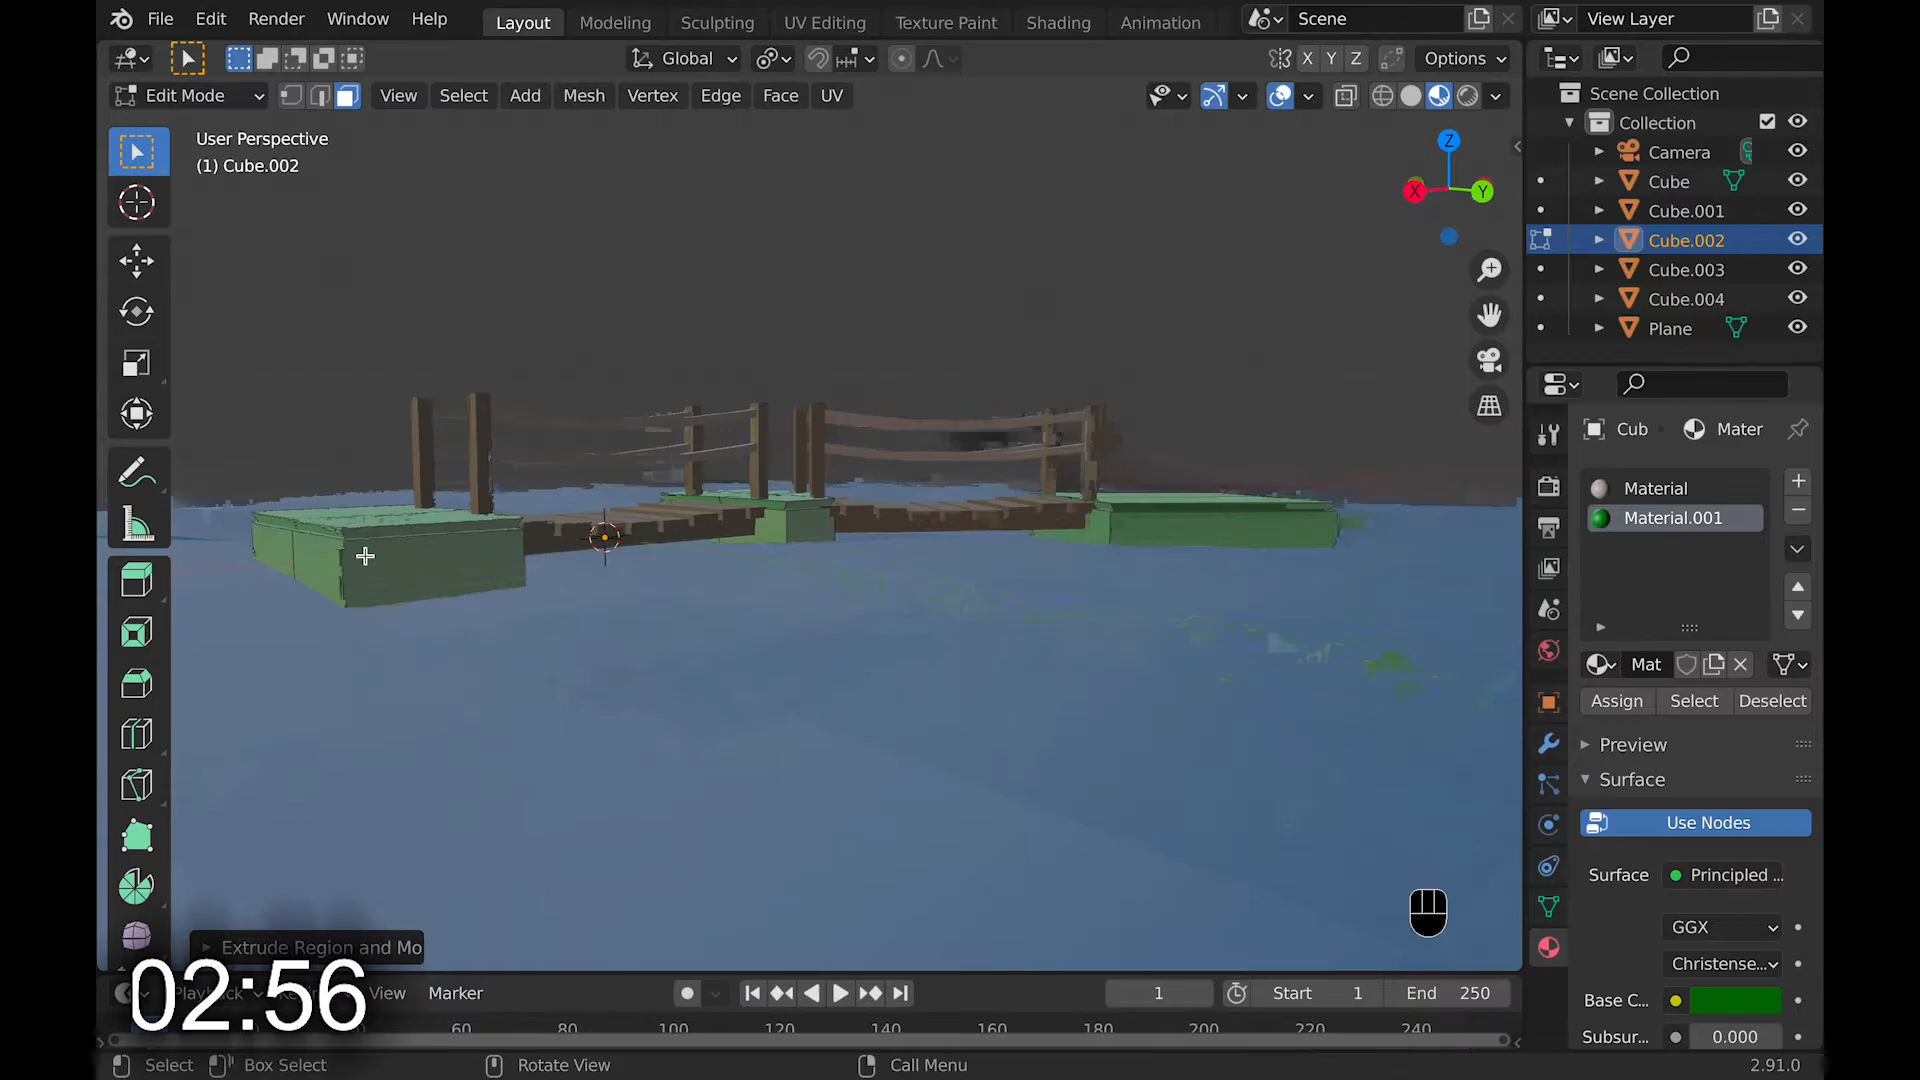 File Edit Render Window Help Layout Modeling Sculpting UV Editing Texture Paint Shading Animation Scene View Layer
Global X Y Z Options
Edit Mode View Select Add Mesh Vertex Edge Face UV
Scene Collection
Collection
User Perspective
(1) Cube.002
Z
X Y
Camera
Cube
Cube.001
Cube.002
Cube.003
Cube.004
Plane
Cub Mater
Material
Material.001
Mat
Assign Select Deselect
Preview
Surface
Use Nodes
Surface Principled ...
GGX
Christense...
Base C...
Subsur... 0.000
Extrude Region and Mo
02:56
Playback View Marker 1 Start 1 End 250
60 80 100 120 140 160 180 200 220 240
Select Box Select Rotate View Call Menu 2.91.0